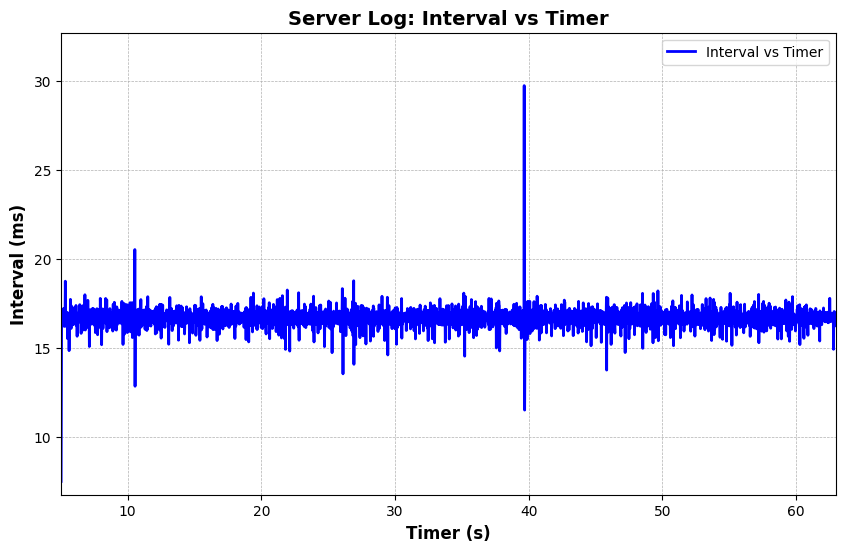 Server Log: Interval vs Timer
Interval vs Timer
Interval (ms)
30
25
20
15
10
10 20 30 40 50 60
Timer (s)